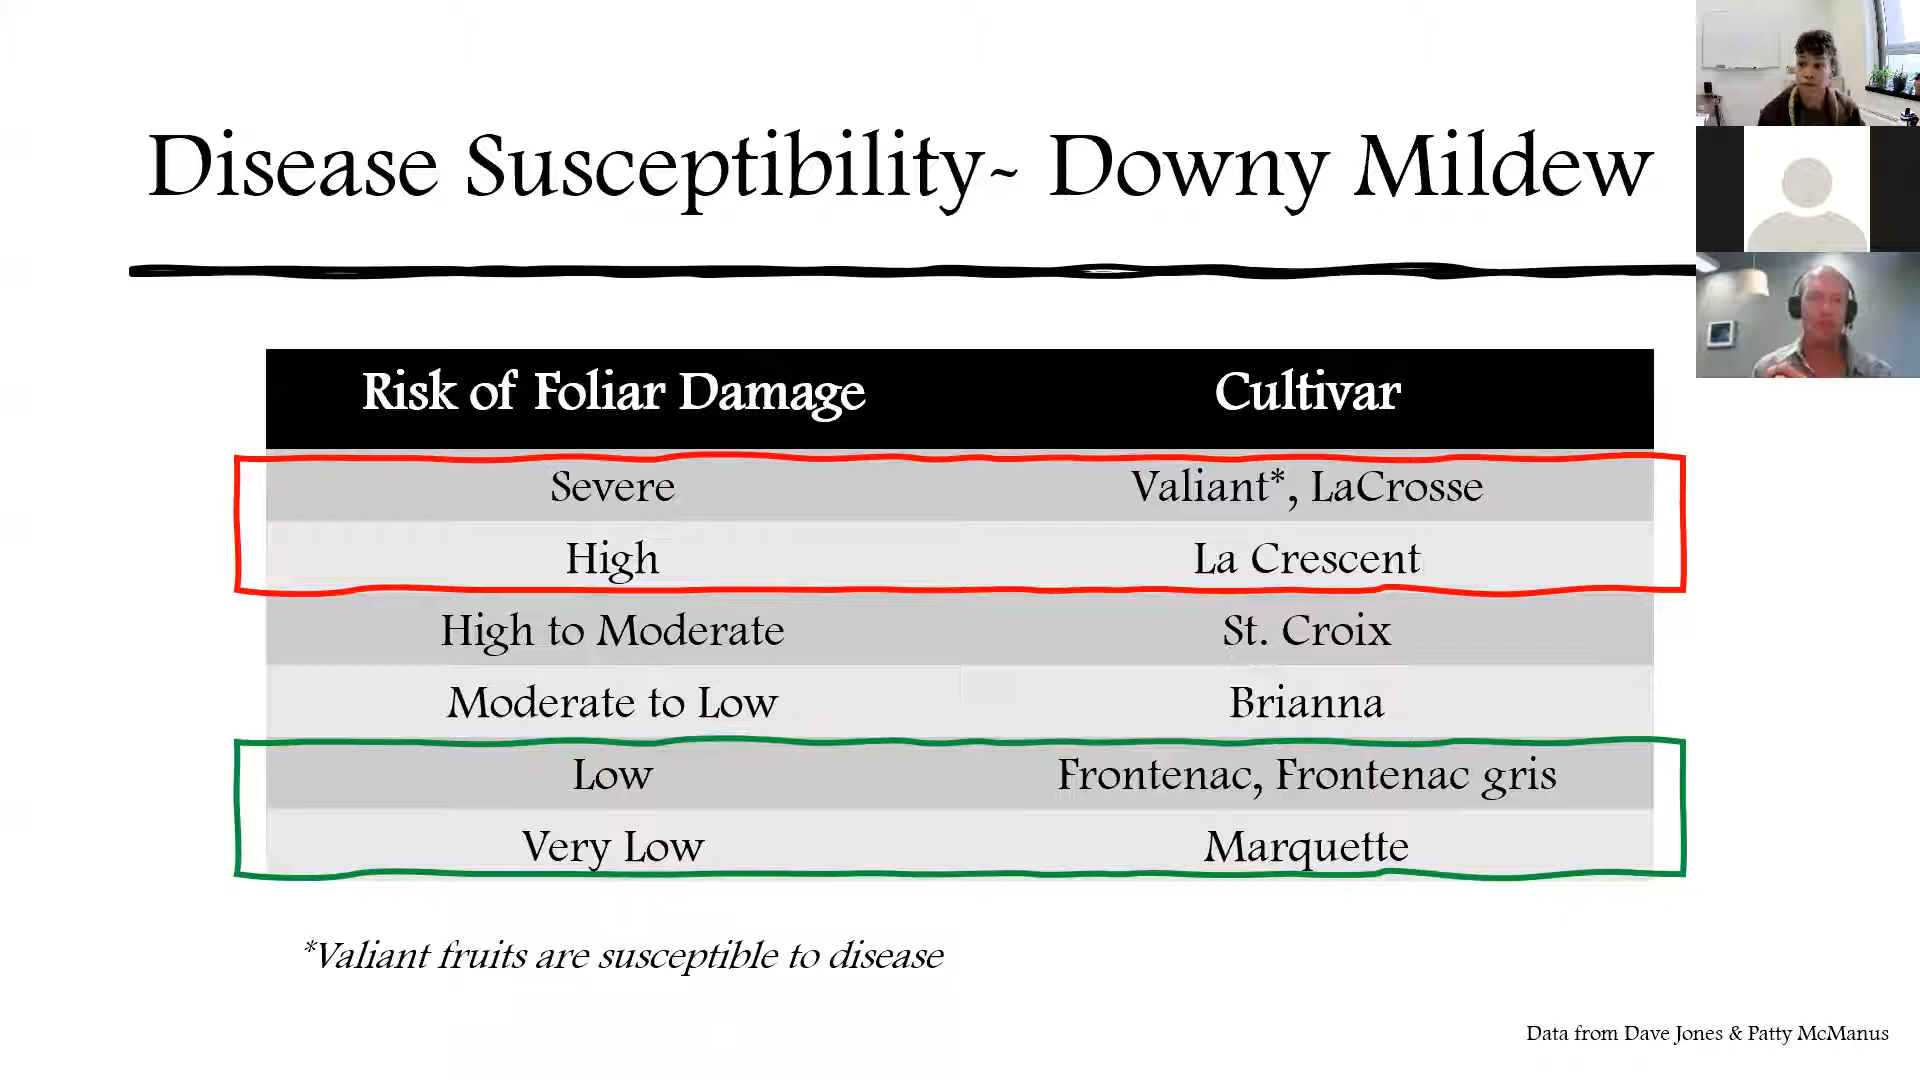 Disease Susceptibility- Downy Mildew
Risk of Foliar Damage Cultivar
Severe Valiant*, LaCrosse
High La Crescent
High to Moderate St. Croix
Moderate to Low Brianna
Low Frontenac, Frontenac gris
Very Low Marquette
*Valiant fruits are susceptible to disease
Data from Dave Jones & Patty McManus